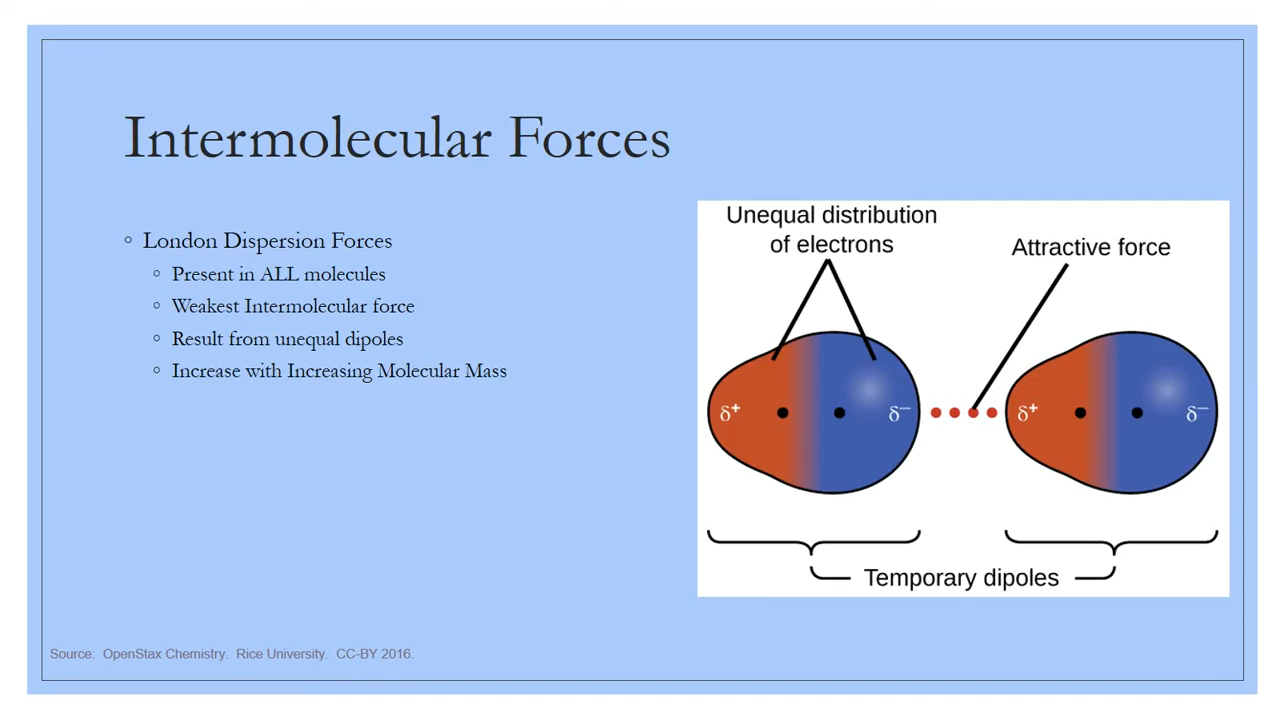 Intermolecular Forces
◦ London Dispersion Forces
◦ Present in ALL molecules
◦ Weakest Intermolecular force
◦ Result from unequal dipoles
◦ Increase with Increasing Molecular Mass
Unequal distribution
of electrons
Attractive force
δ+ δ− δ+ δ−
Temporary dipoles
Source: OpenStax Chemistry. Rice University. CC-BY 2016.